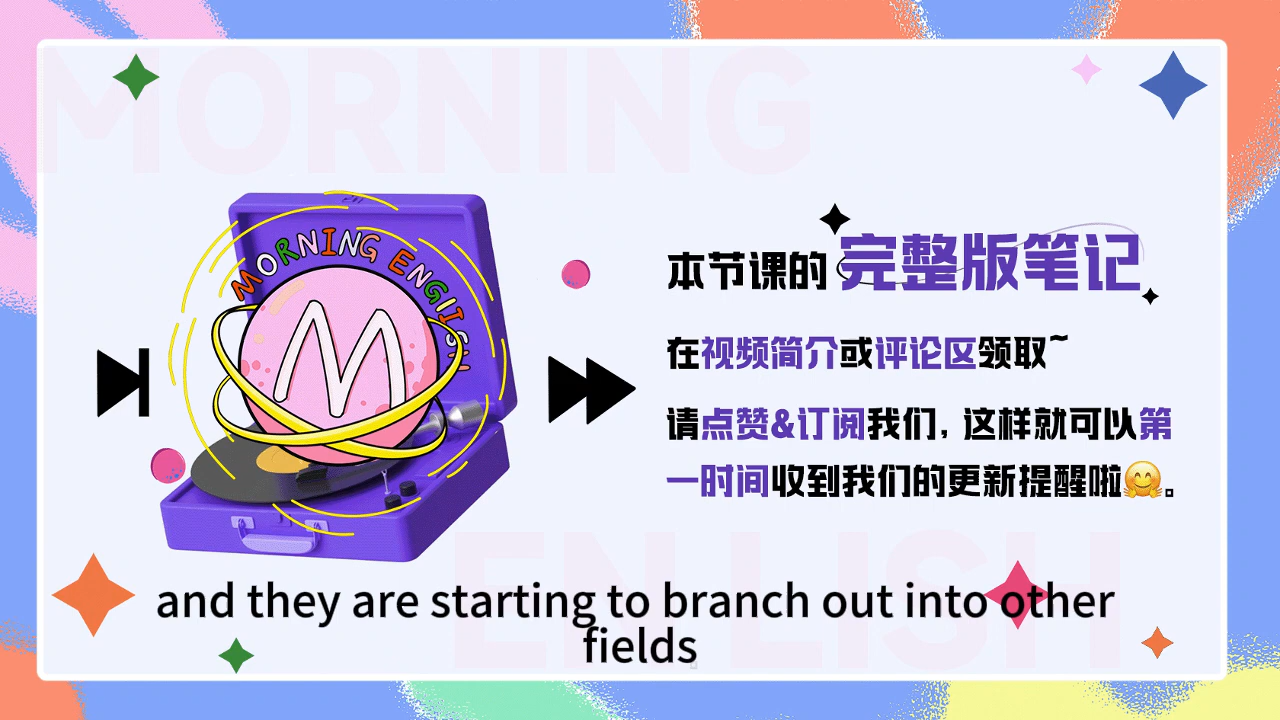 MORNING
MORNING ENGLISH
M
本节课的 完整版笔记
在视频简介或评论区领取~
请点赞&订阅我们，这样就可以第
一时间收到我们的更新提醒啦🤗。
EN LISH
and they are starting to branch out into other
fields